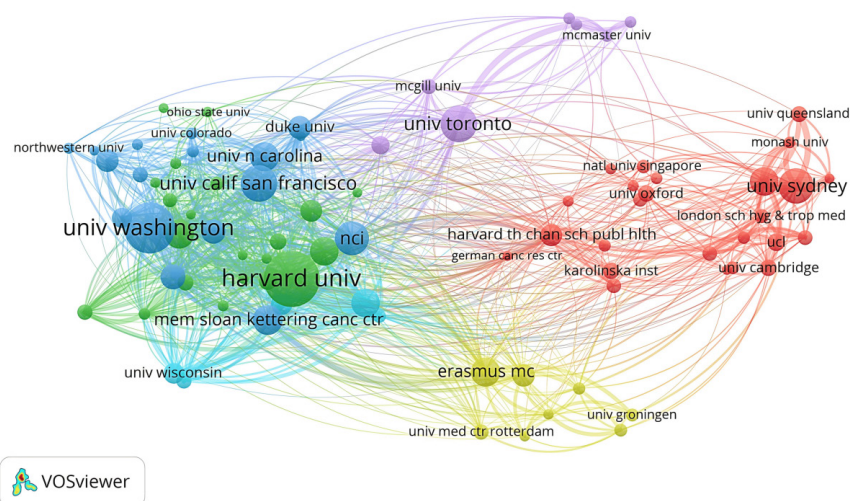 mcmaster univ
mcgill univ
univ toronto
ohio state univ
univ colorado
duke univ
northwestern univ
univ n carolina
univ calif san francisco
univ washington
nci
harvard univ
mem sloan kettering canc ctr
univ wisconsin
univ queensland
monash univ
natl univ singapore
univ oxford
univ sydney
london sch hyg & trop med
harvard th chan sch publ hlth
ucl
german canc res ctr
karolinska inst
univ cambridge
erasmus mc
univ groningen
univ med ctr rotterdam
VOSviewer